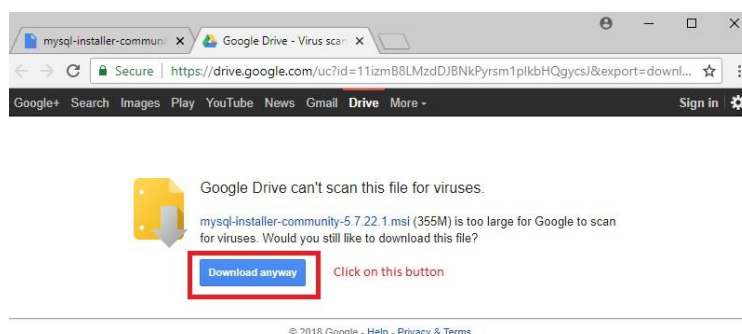 mysql-installer-communi
Google Drive - Virus scan
Secure | https://drive.google.com/uc?id=11izmB8LMzdDJBNkPyrsm1plkbHQgycsJ&export=downl...
Google+ Search Images Play YouTube News Gmail Drive More Sign in
Google Drive can't scan this file for viruses.
mysql-installer-community-5.7.22.1.msi (355M) is too large for Google to scan
for viruses. Would you still like to download this file?
Download anyway Click on this button
© 2018 Google - Help - Privacy & Terms